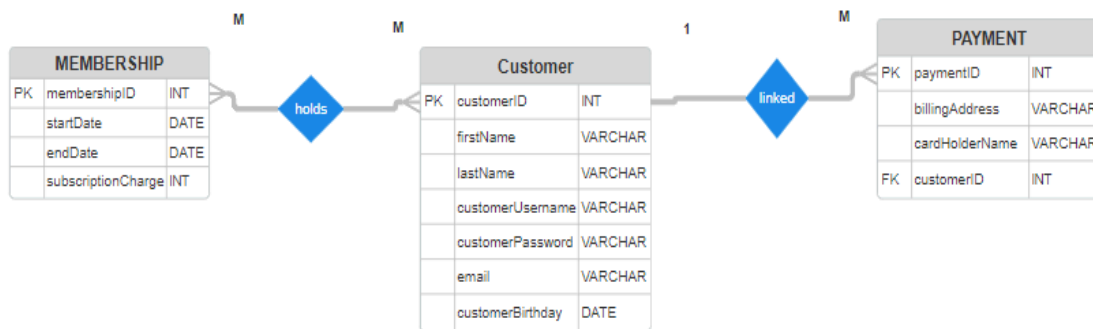 M
M
1
M
MEMBERSHIP
PK membershipID INT
startDate DATE
endDate DATE
subscriptionCharge INT
holds
Customer
PK customerID INT
firstName VARCHAR
lastName VARCHAR
customerUsername VARCHAR
customerPassword VARCHAR
email VARCHAR
customerBirthday DATE
linked
PAYMENT
PK paymentID INT
billingAddress VARCHAR
cardHolderName VARCHAR
FK customerID INT